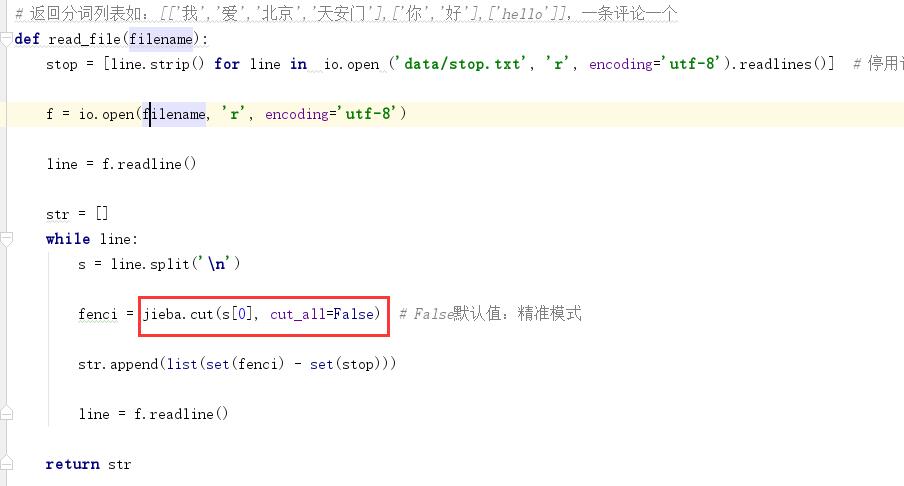 # 返回分词列表如：[['我','爱','北京','天安门'],['你','好'],['hello']]，一条评论一个
def read_file(filename):
stop = [line.strip() for line in  io.open ('data/stop.txt', 'r', encoding='utf-8').readlines()]  # 停用
f = io.open(filename, 'r', encoding='utf-8')
line = f.readline()
str = []
while line:
s = line.split('\n')
fenci = jieba.cut(s[0], cut_all=False)  # False默认值：精准模式
str.append(list(set(fenci) - set(stop)))
line = f.readline()
return str